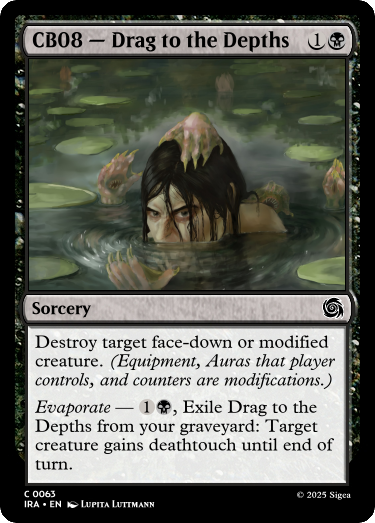 CB08 — Drag to the Depths 1
Sorcery
Destroy target face-down or modified
creature. (Equipment, Auras that player
controls, and counters are modifications.)
Evaporate — 1, Exile Drag to the
Depths from your graveyard: Target
creature gains deathtouch until end of
turn.
C 0063
IRA • EN Lupita Luttmann
© 2025 Sigea